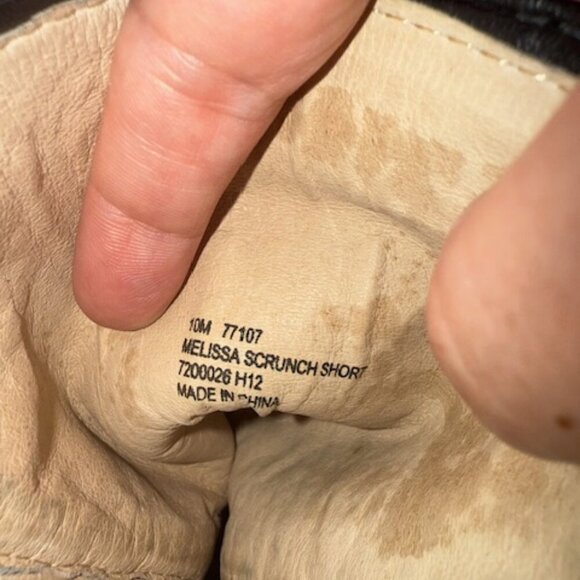 10M 77107
MELISSA SCRUNCH SHORT
7200026 H12
MADE IN CHINA